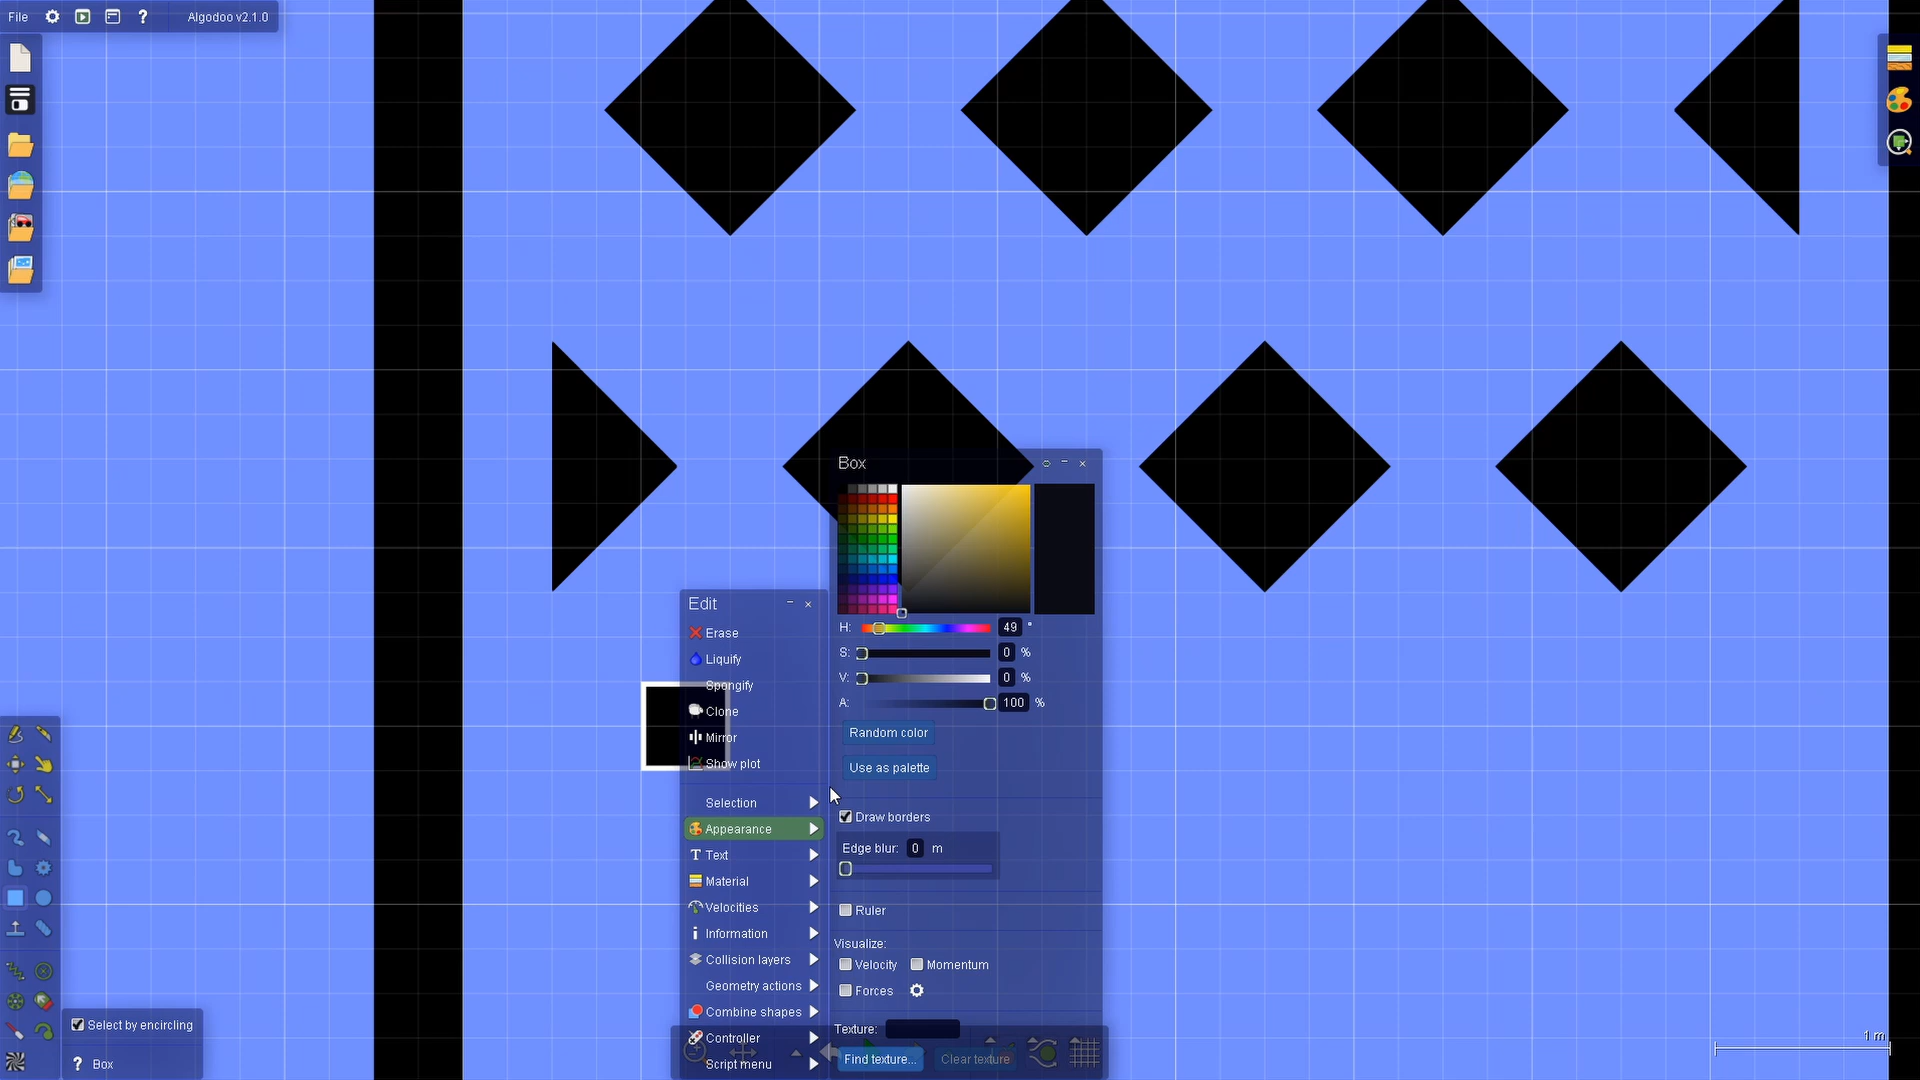 File
?
Algodoo v2.1.0
Box
H: 49 °
S: 0 %
V: 0 %
A: 100 %
Random color
Use as palette
Draw borders
Edge blur: 0 m
Ruler
Visualize:
Velocity
Momentum
Forces
Texture:
Find texture...
Clear texture
Edit
Erase
Liquify
Spongify
Clone
Mirror
Show plot
Selection
Appearance
T Text
Material
Velocities
i Information
Collision layers
Geometry actions
Combine shapes
Controller
Script menu
Select by encircling
? Box
1 m